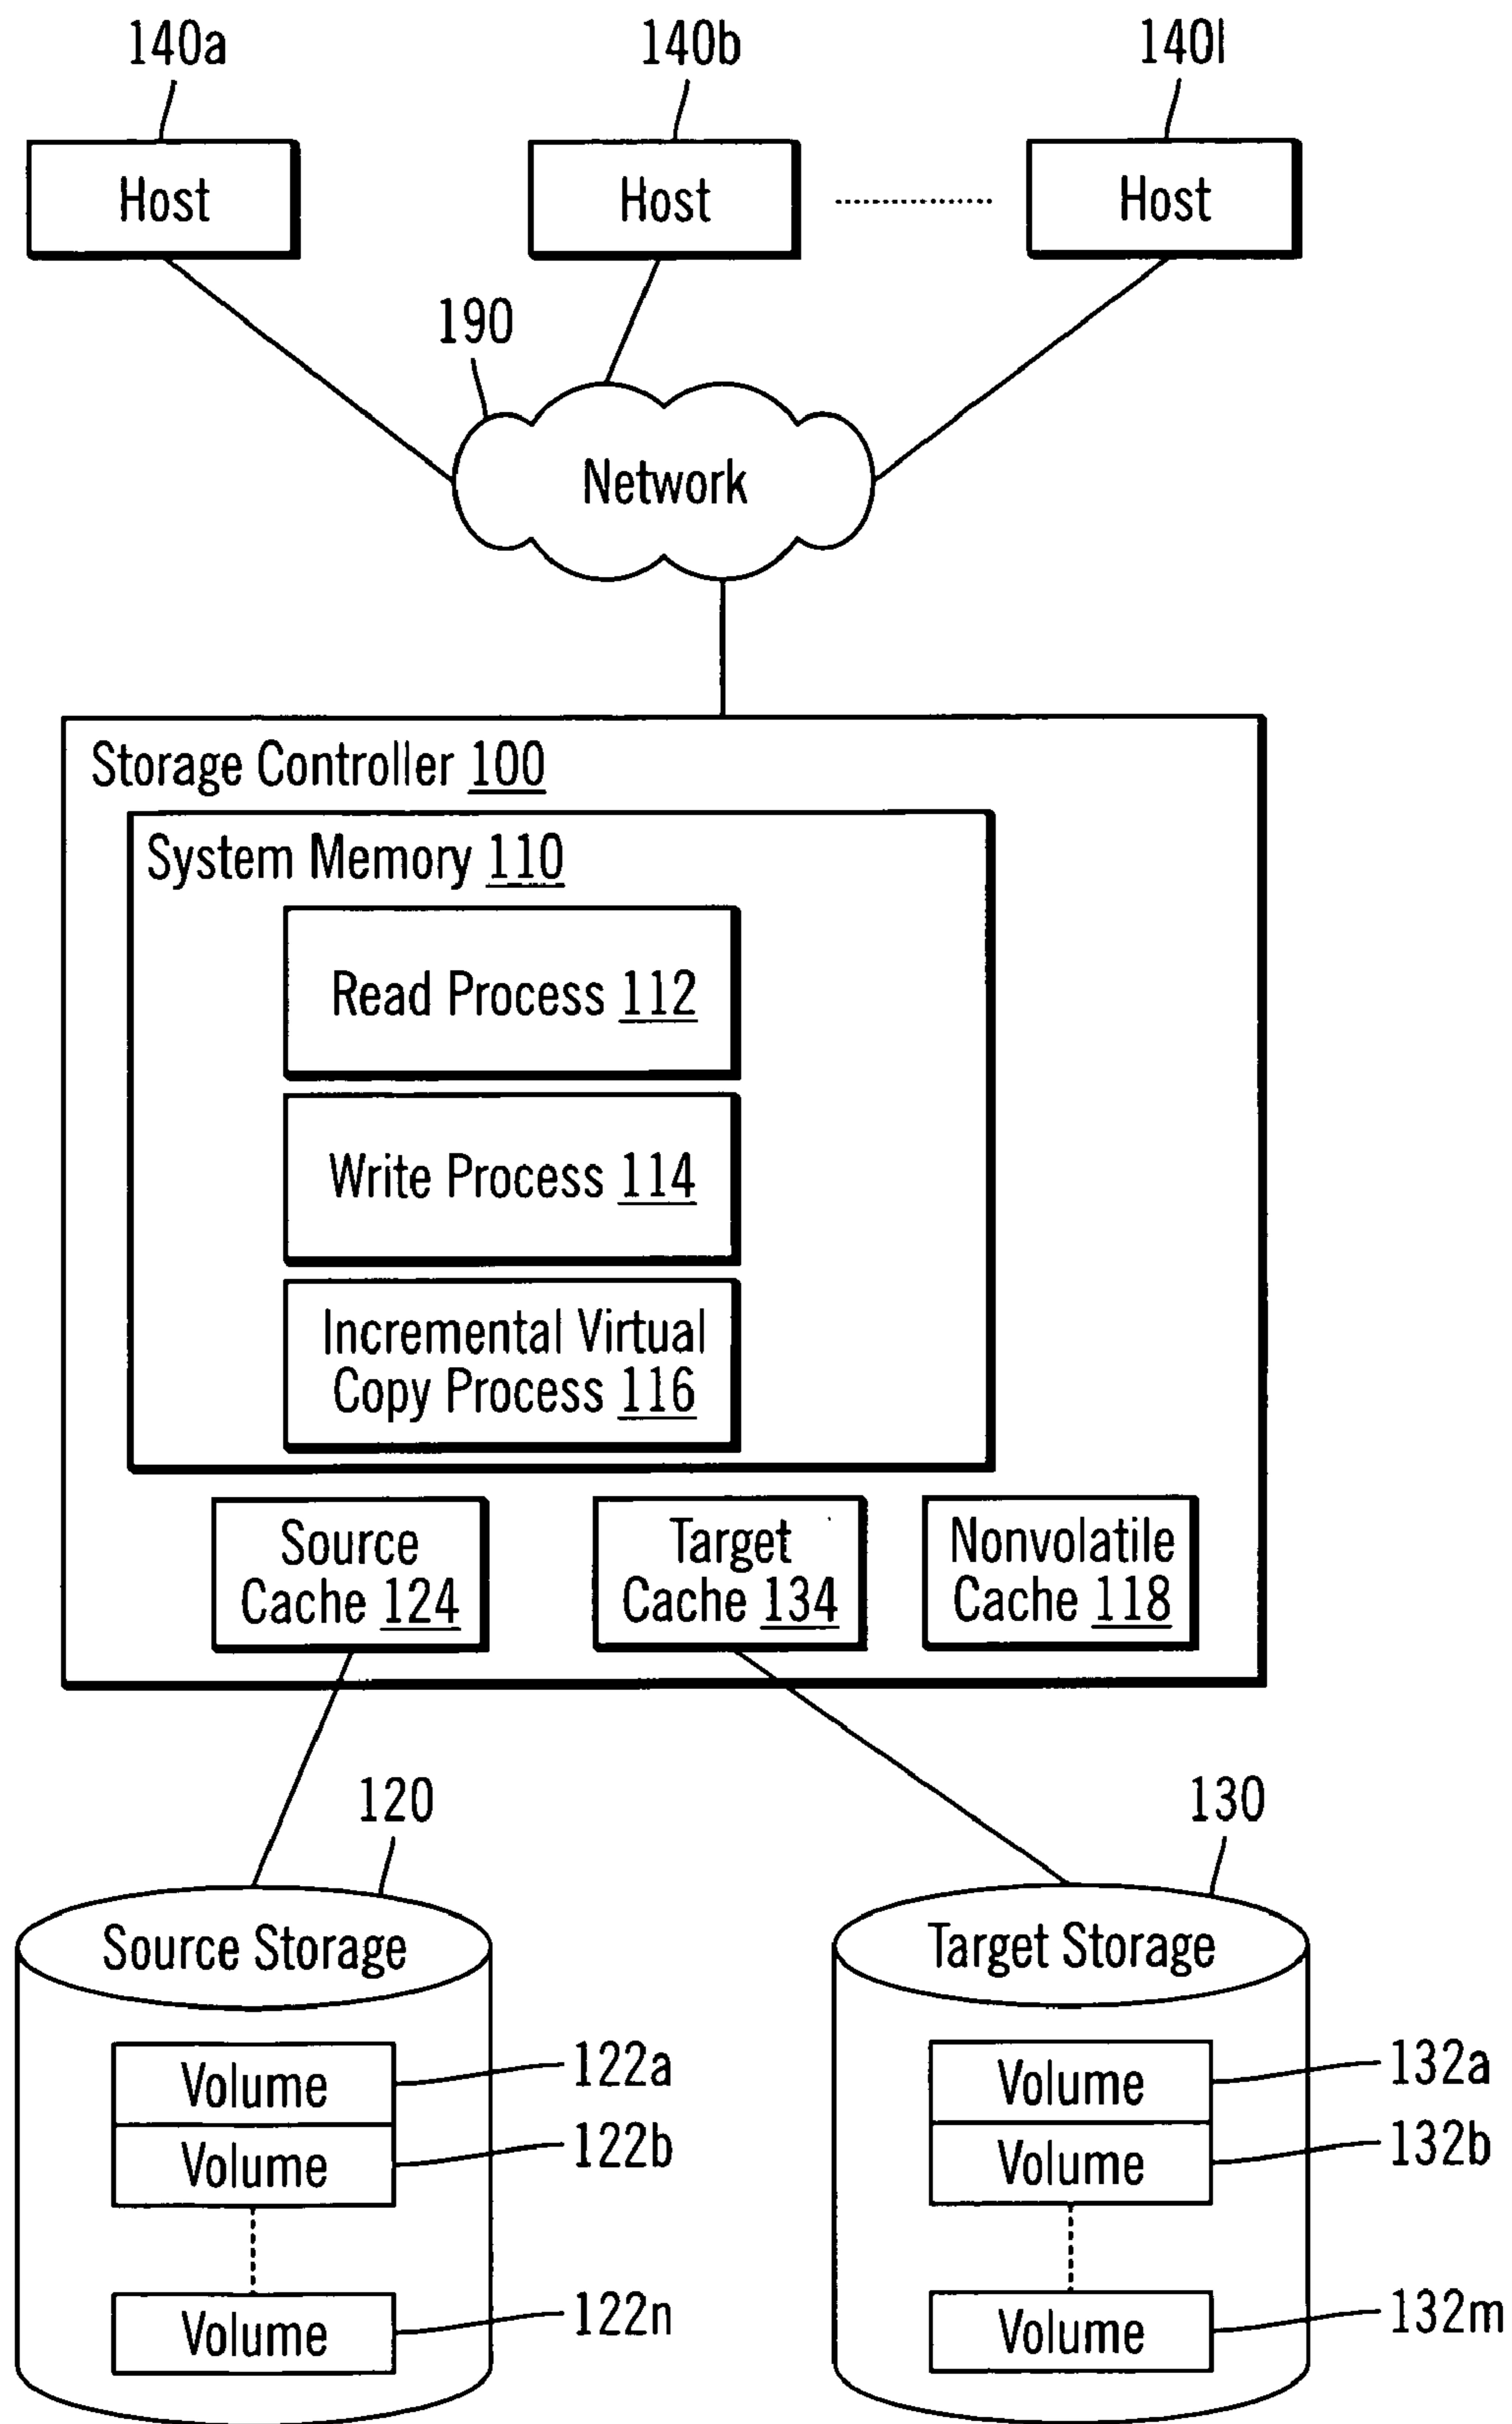 140a 140b 140l
Host Host Host
190
Network
Storage Controller 100
System Memory 110
Read Process 112
Write Process 114
Incremental Virtual
Copy Process 116
Source
Cache 124
Target
Cache 134
Nonvolatile
Cache 118
120 130
Source Storage
Volume 122a
Volume 122b
Volume 122n
Target Storage
Volume 132a
Volume 132b
Volume 132m